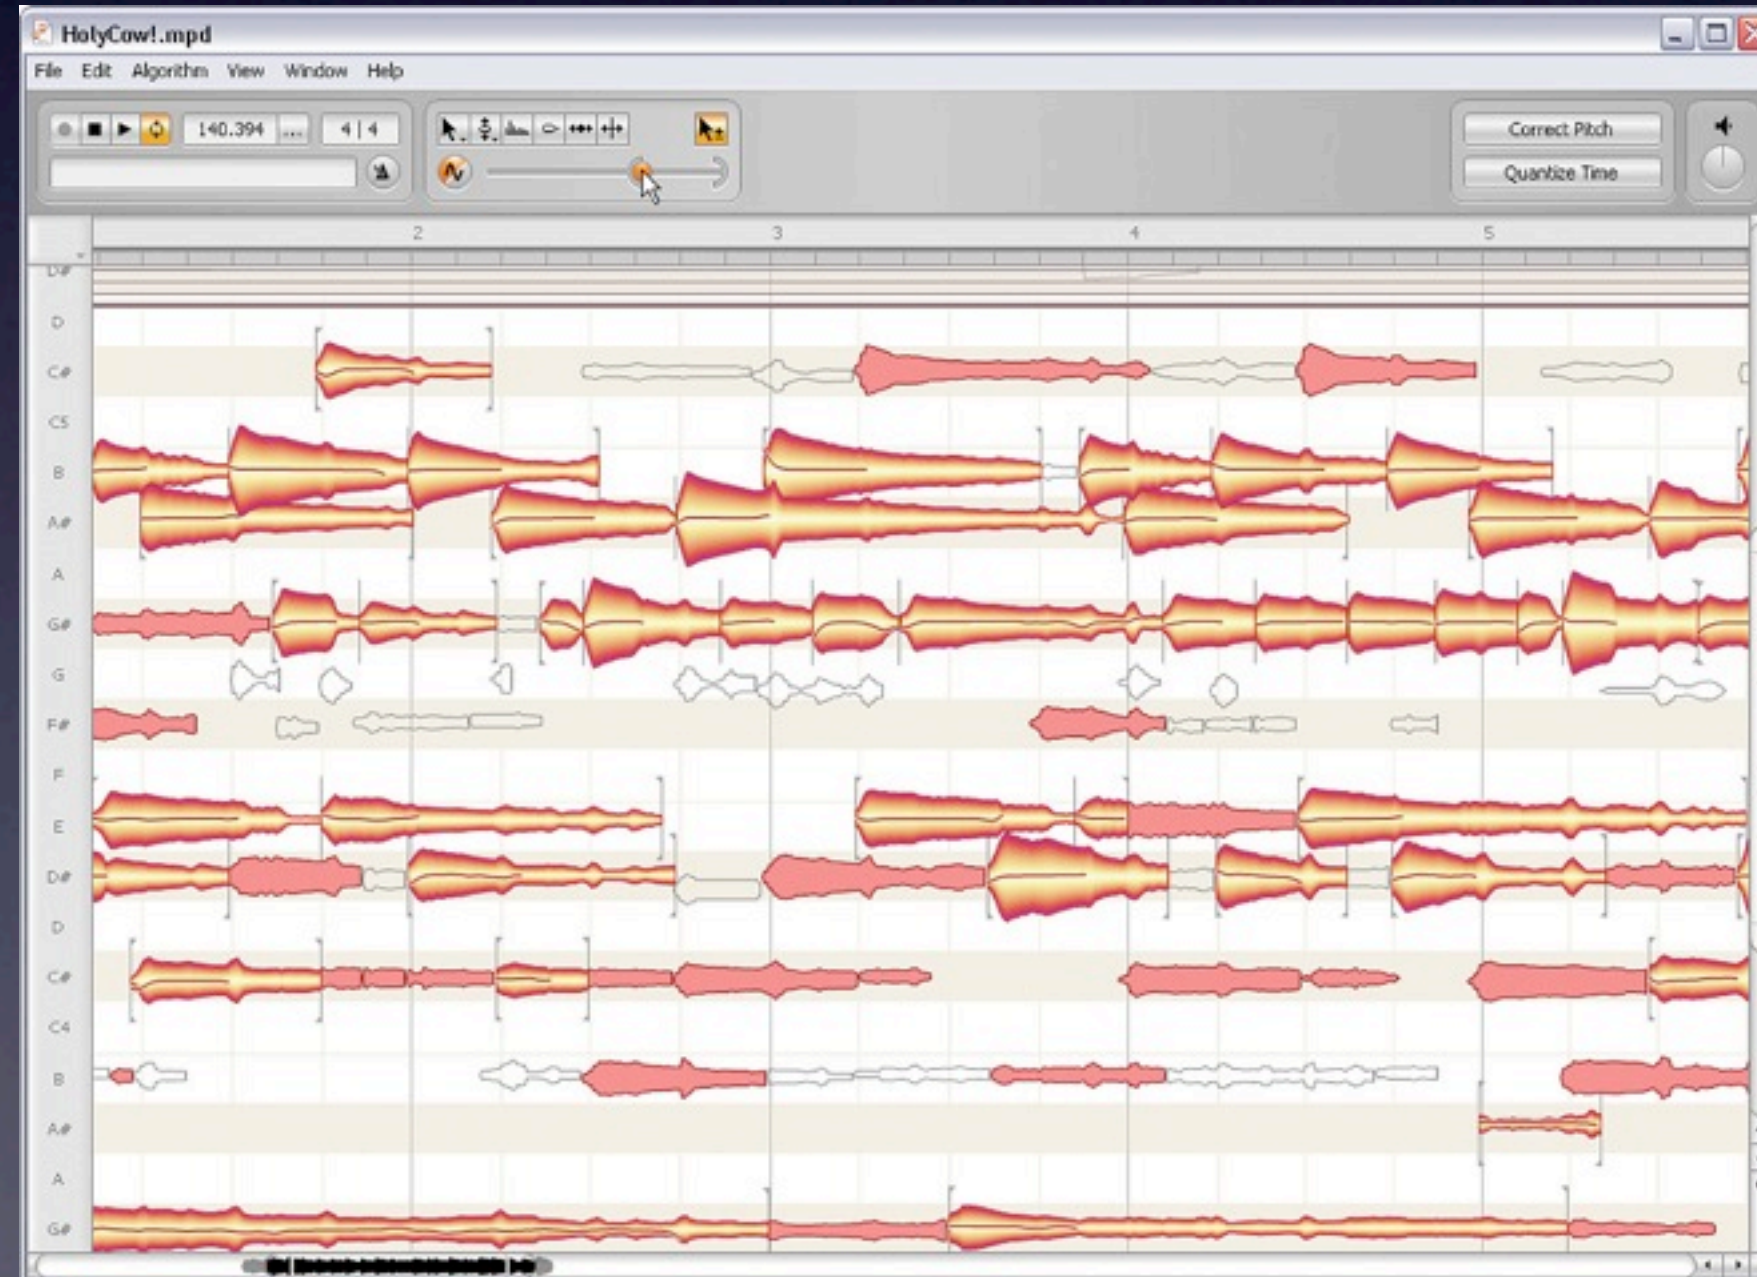 HolyCow!.mpd
File Edit Algorithm View Window Help
140.394 ... 4|4
Correct Pitch
Quantize Time
2 3 4 5
D#
D
C#
C5
B
A#
A
G#
G
F#
F
E
D#
D
C#
C4
B
A#
A
G#